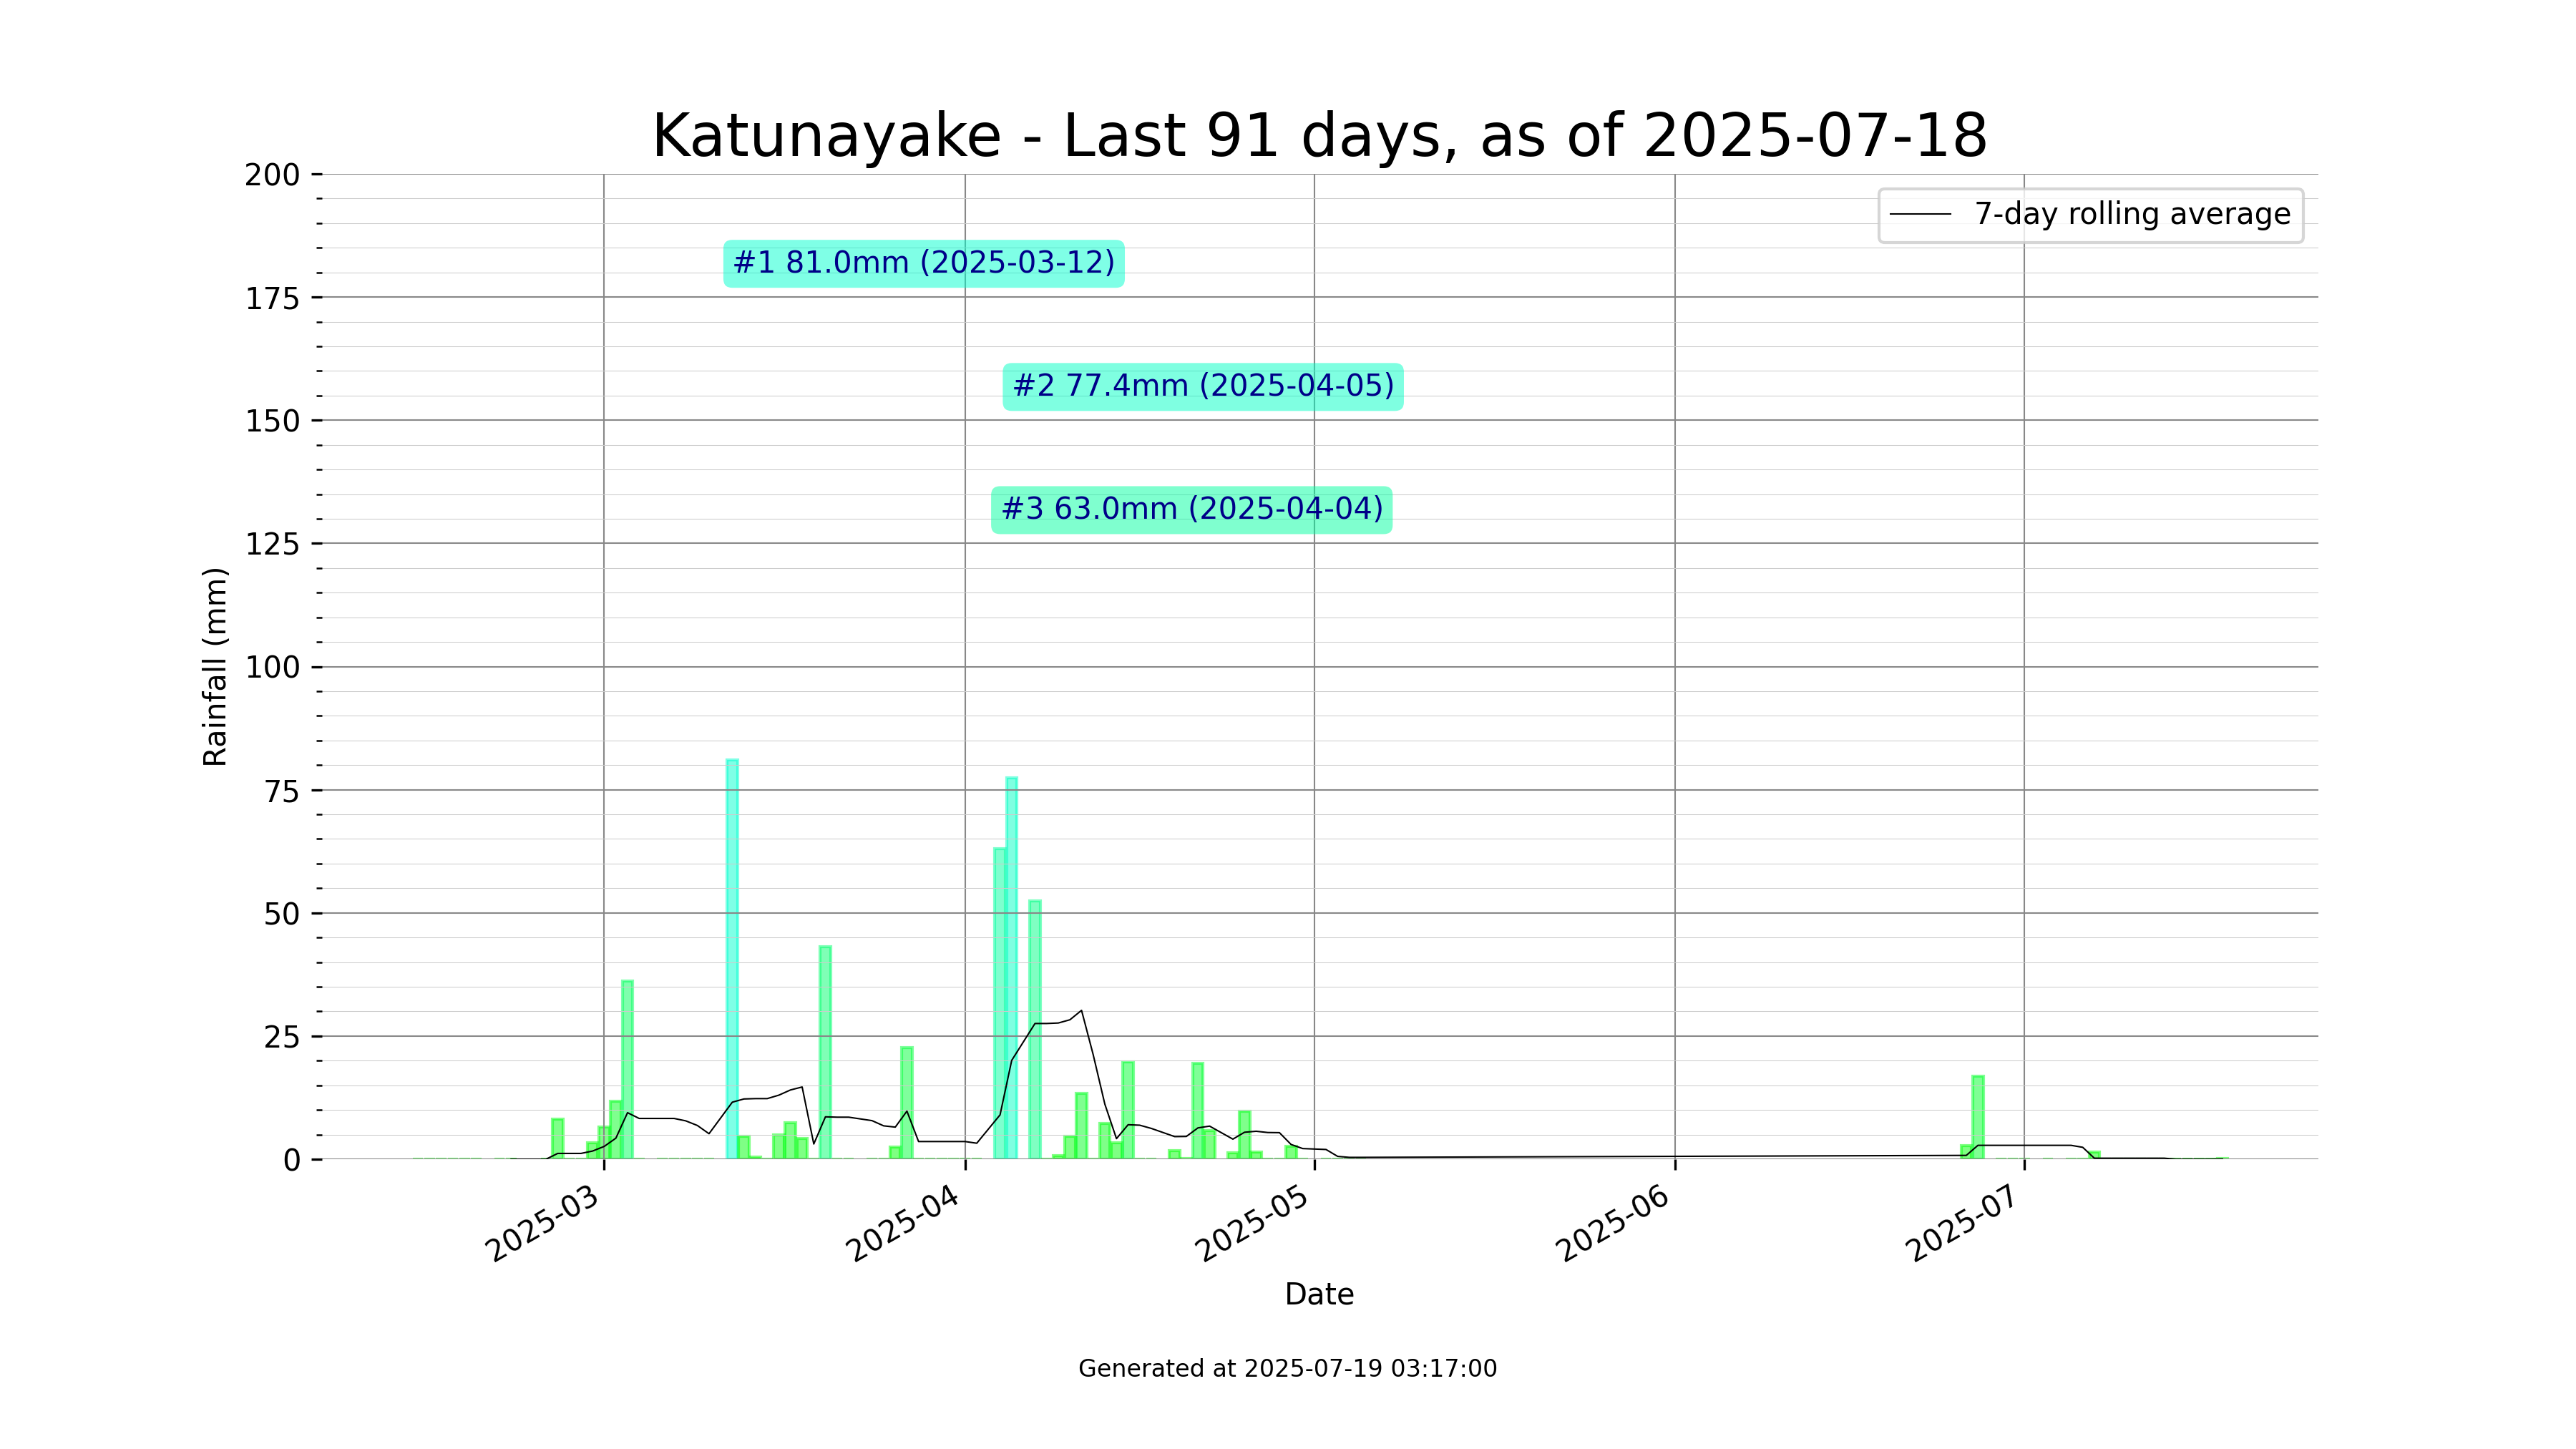 Katunayake - Last 91 days, as of 2025-07-18
200
175
150
125
100
75
50
25
0
Rainfall (mm)
7-day rolling average
#1 81.0mm (2025-03-12)
#2 77.4mm (2025-04-05)
#3 63.0mm (2025-04-04)
2025-03
2025-04
2025-05
2025-06
2025-07
Date
Generated at 2025-07-19 03:17:00